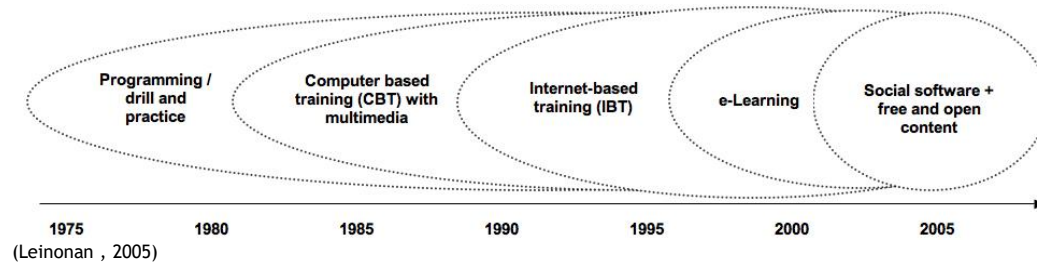 Programming /
drill and
practice
Computer based
training (CBT) with
multimedia
Internet-based
training (IBT)
e-Learning
Social software +
free and open
content
1975 1980 1985 1990 1995 2000 2005
(Leinonan , 2005)